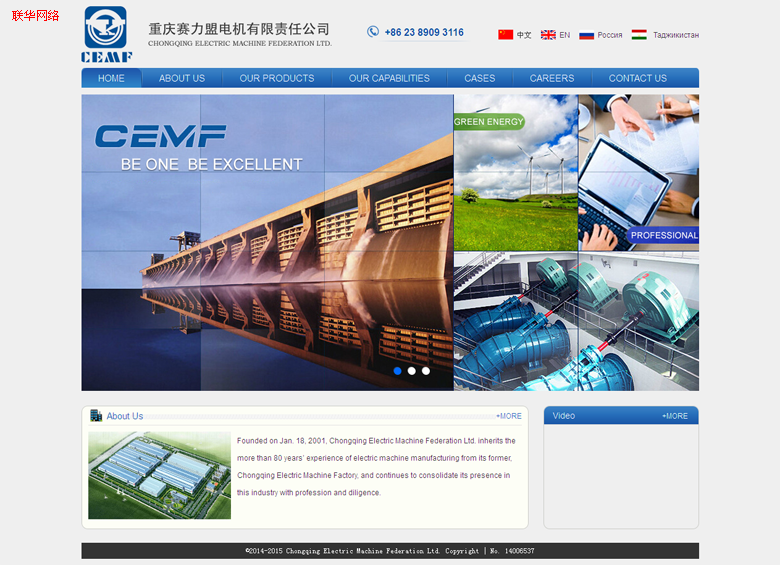 联华网络
CEMF
重庆赛力盟电机有限责任公司
CHONGQING ELECTRIC MACHINE FEDERATION LTD.
+86 23 8909 3116
中文 EN Россия Таджикистан
HOME ABOUT US OUR PRODUCTS OUR CAPABILITIES CASES CAREERS CONTACT US
CEMF
BE ONE BE EXCELLENT
GREEN ENERGY
PROFESSIONAL
About Us +MORE
Founded on Jan. 18, 2001, Chongqing Electric Machine Federation Ltd. inherits the
more than 80 years' experience of electric machine manufacturing from its former,
Chongqing Electric Machine Factory, and continues to consolidate its presence in
this industry with profession and diligence.
Video +MORE
©2014-2015 Chongqing Electric Machine Federation Ltd. Copyright | No. 14006537